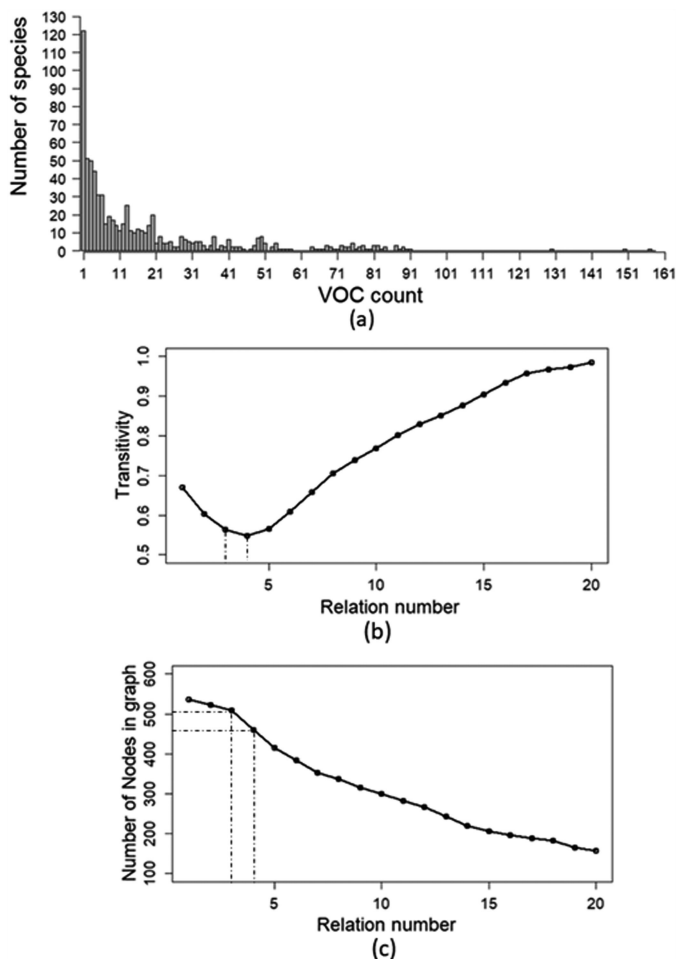 Number of species
130
120
110
100
90
80
70
60
50
40
30
20
10
0
1 11 21 31 41 51 61 71 81 91 101 111 121 131 141 151 161
VOC count
(a)
Transitivity
1.0
0.9
0.8
0.7
0.6
0.5
5 10 15 20
Relation number
(b)
Number of Nodes in graph
600
500
400
300
200
100
5 10 15 20
Relation number
(c)